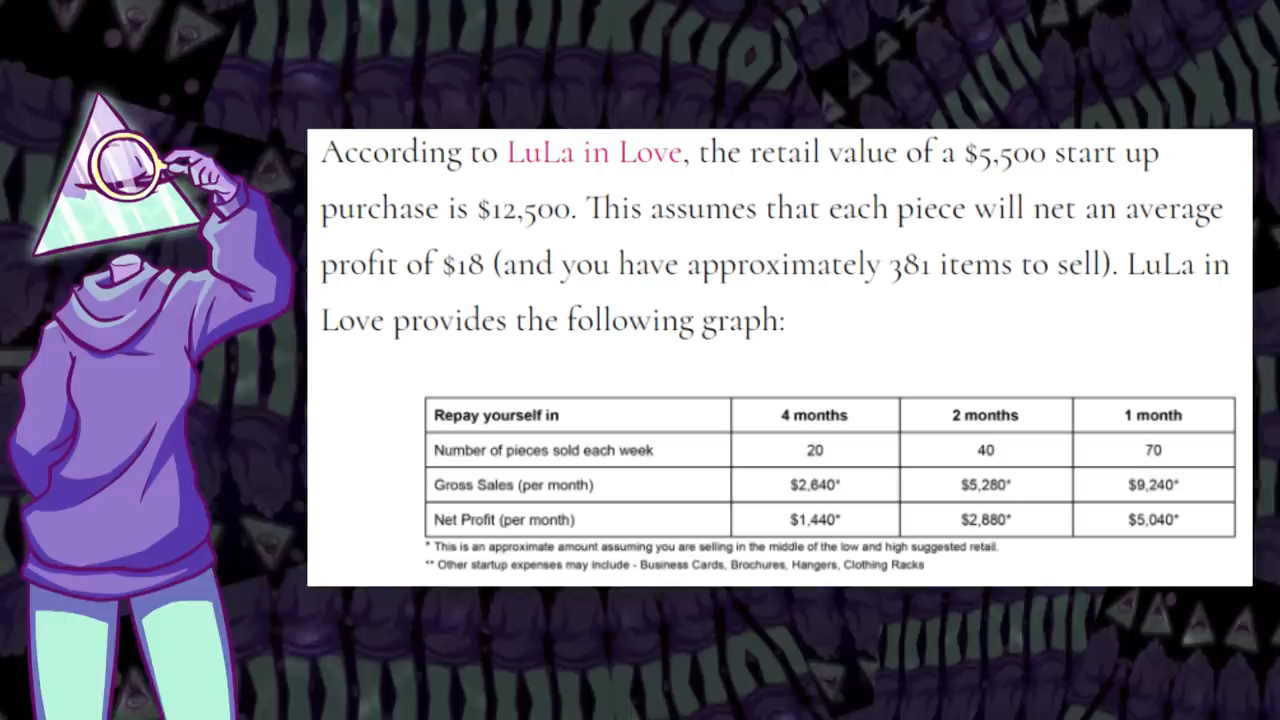 According to LuLa in Love, the retail value of a $5,500 start up
purchase is $12,500. This assumes that each piece will net an average
profit of $18 (and you have approximately 381 items to sell). LuLa in
Love provides the following graph:
Repay yourself in 4 months 2 months 1 month
Number of pieces sold each week 20 40 70
Gross Sales (per month) $2,640* $5,280* $9,240*
Net Profit (per month) $1,440* $2,880* $5,040*
* This is an approximate amount assuming you are selling in the middle of the low and high suggested retail.
** Other startup expenses may include - Business Cards, Brochures, Hangers, Clothing Racks